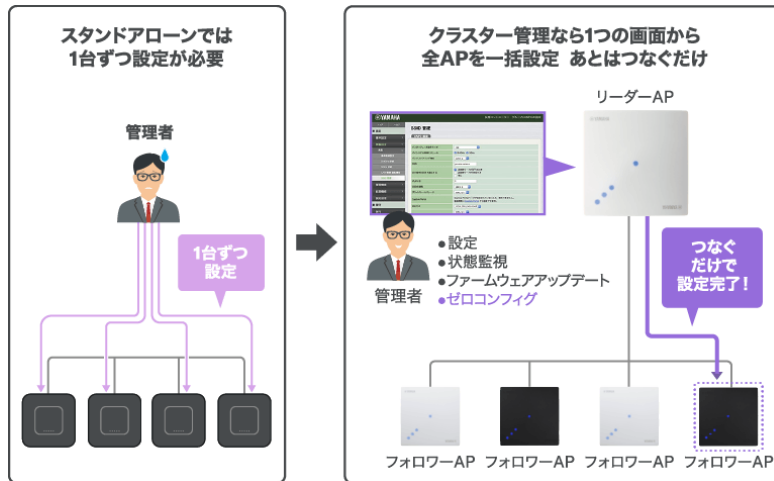 スタンドアローンでは
1台ずつ設定が必要
管理者
1台ずつ
設定
クラスター管理なら1つの画面から
全APを一括設定 あとはつなぐだけ
リーダーAP
YAMAHA
管理者
●設定
●状態監視
●ファームウェアアップデート
●ゼロコンフィグ
つなぐ
だけで
設定完了!
フォロワーAP
フォロワーAP
フォロワーAP
フォロワーAP